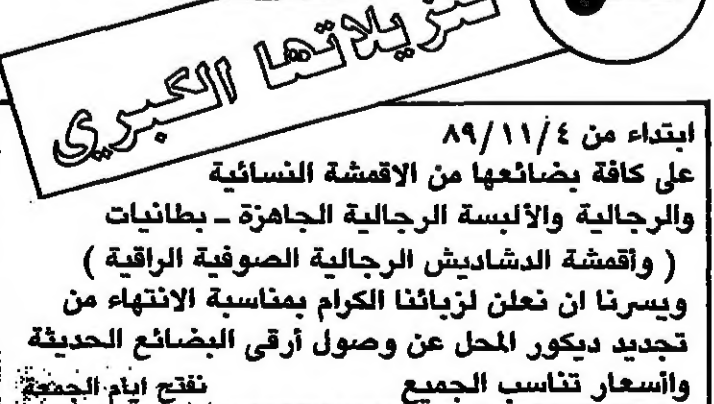 تنزيلاتها الكبرى
ابتداء من ٨٩/١١/٤
على كافة بضائعها من الاقمشة النسائية
والرجالية والألبسة الرجالية الجاهزة ـ بطانيات
( وأقمشة الدشاديش الرجالية الصوفية الراقية )
ويسرنا ان نعلن لزبائننا الكرام بمناسبة الانتهاء من
تجديد ديكور المحل عن وصول أرقى البضائع الحديثة
واسعار تناسب الجميع نفتح ايام الجمعة